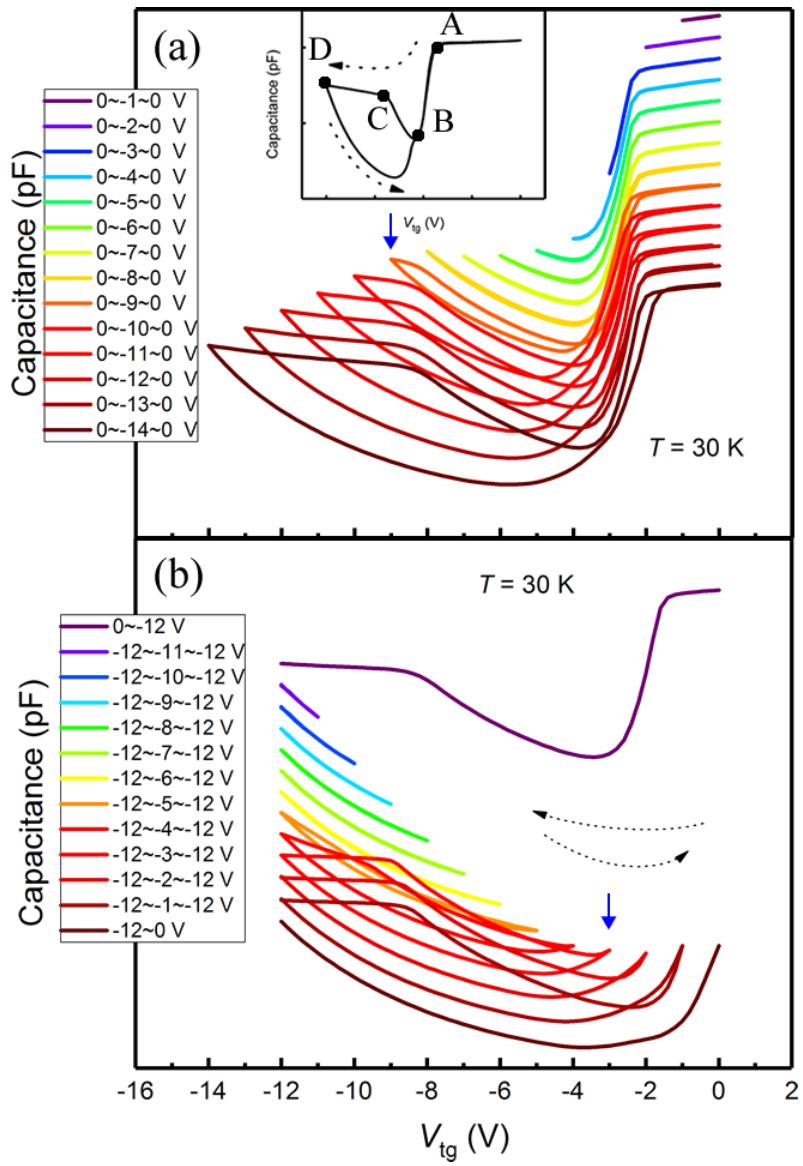 (a)
D
A
C
B
Capacitance (pF)
V_tg (V)
0~-1~0 V
0~-2~0 V
0~-3~0 V
0~-4~0 V
0~-5~0 V
0~-6~0 V
0~-7~0 V
0~-8~0 V
0~-9~0 V
0~-10~0 V
0~-11~0 V
0~-12~0 V
0~-13~0 V
0~-14~0 V
Capacitance (pF)
T = 30 K
(b)
T = 30 K
0~-12 V
-12~-11~-12 V
-12~-10~-12 V
-12~-9~-12 V
-12~-8~-12 V
-12~-7~-12 V
-12~-6~-12 V
-12~-5~-12 V
-12~-4~-12 V
-12~-3~-12 V
-12~-2~-12 V
-12~-1~-12 V
-12~0 V
Capacitance (pF)
-16 -14 -12 -10 -8 -6 -4 -2 0 2
V_tg (V)